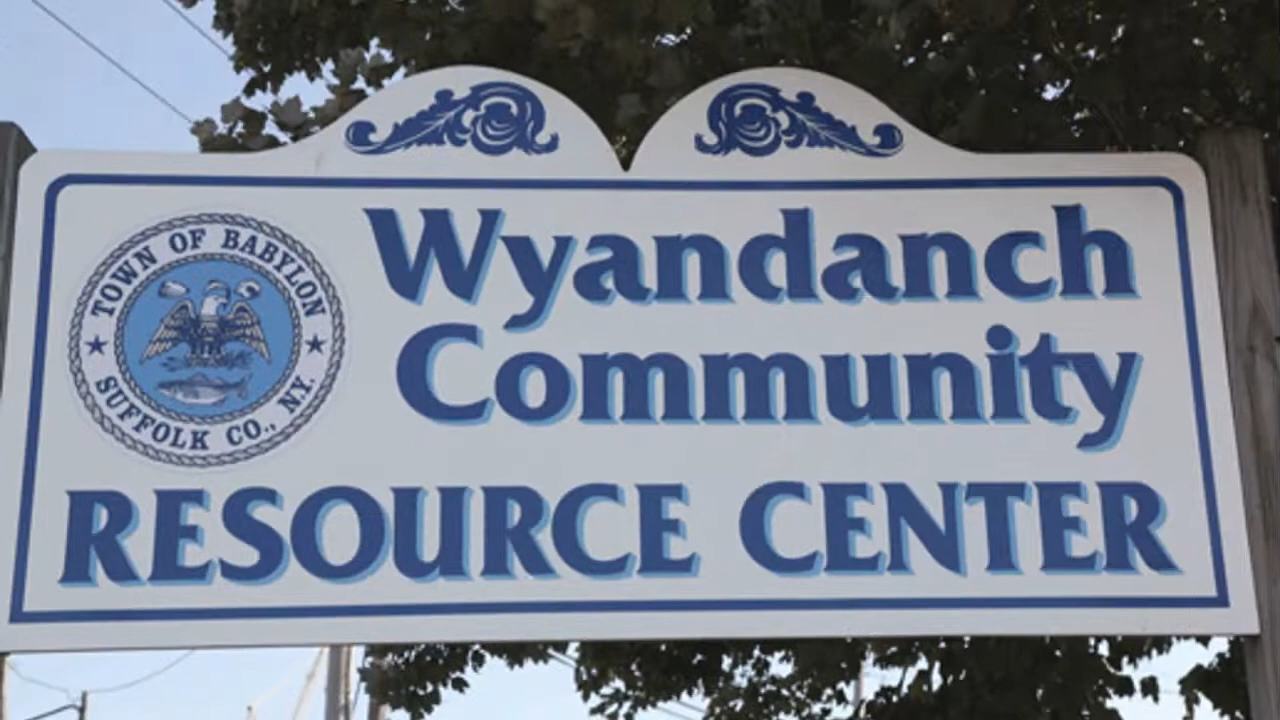 TOWN OF BABYLON
SUFFOLK CO., N.Y.
Wyandanch
Community
RESOURCE CENTER